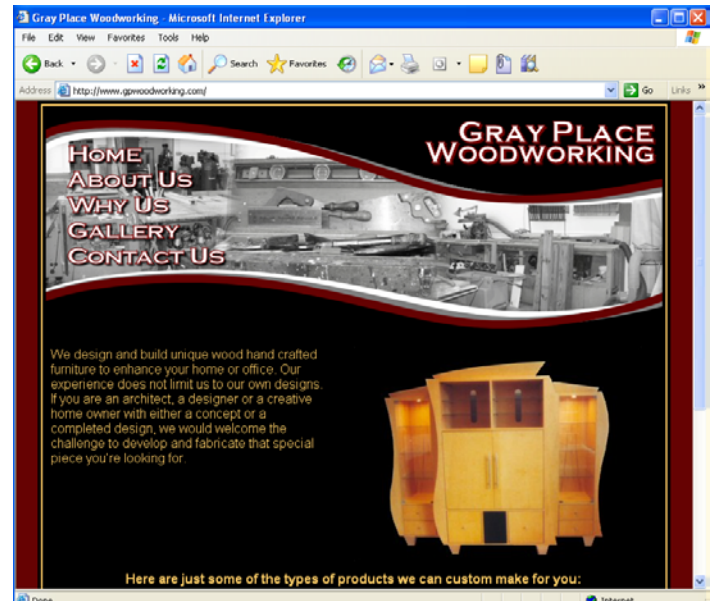 Gray Place Woodworking - Microsoft Internet Explorer
File Edit View Favorites Tools Help
Back Search Favorites
Address http://www.gpwoodworking.com/ Go Links »
GRAY PLACE
WOODWORKING
HOME
ABOUT US
WHY US
GALLERY
CONTACT US
We design and build unique wood hand crafted
furniture to enhance your home or office. Our
experience does not limit us to our own designs.
If you are an architect, a designer or a creative
home owner with either a concept or a
completed design, we would welcome the
challenge to develop and fabricate that special
piece you're looking for.
Here are just some of the types of products we can custom make for you:
Done Internet